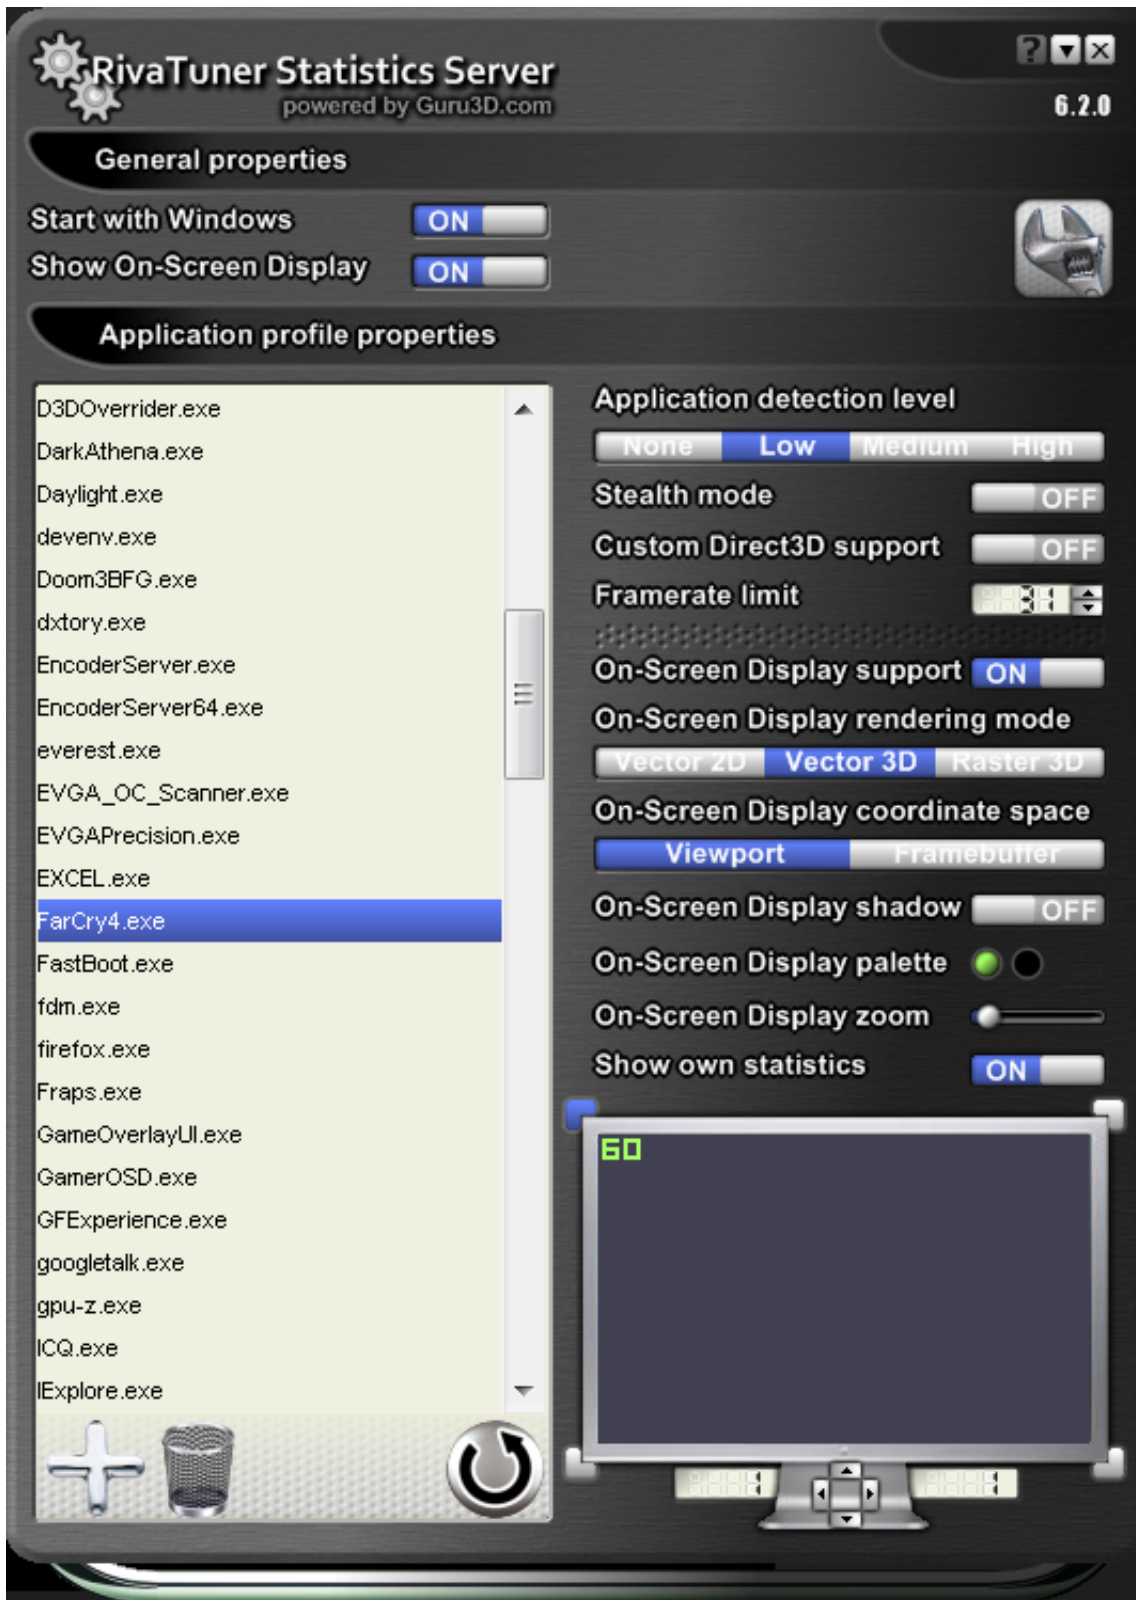 RivaTuner Statistics Server
powered by Guru3D.com
?
6.2.0
General properties
Start with Windows ON
Show On-Screen Display ON
Application profile properties
D3DOverrider.exe
DarkAthena.exe
Daylight.exe
devenv.exe
Doom3BFG.exe
dxtory.exe
EncoderServer.exe
EncoderServer64.exe
everest.exe
EVGA_OC_Scanner.exe
EVGAPrecision.exe
EXCEL.exe
FarCry4.exe
FastBoot.exe
fdm.exe
firefox.exe
Fraps.exe
GameOverlayUI.exe
GamerOSD.exe
GFExperience.exe
googletalk.exe
gpu-z.exe
ICQ.exe
IExplore.exe
Application detection level
None Low Medium High
Stealth mode OFF
Custom Direct3D support OFF
Framerate limit 31
On-Screen Display support ON
On-Screen Display rendering mode
Vector 2D Vector 3D Raster 3D
On-Screen Display coordinate space
Viewport Framebuffer
On-Screen Display shadow OFF
On-Screen Display palette
On-Screen Display zoom
Show own statistics ON
60
1 1